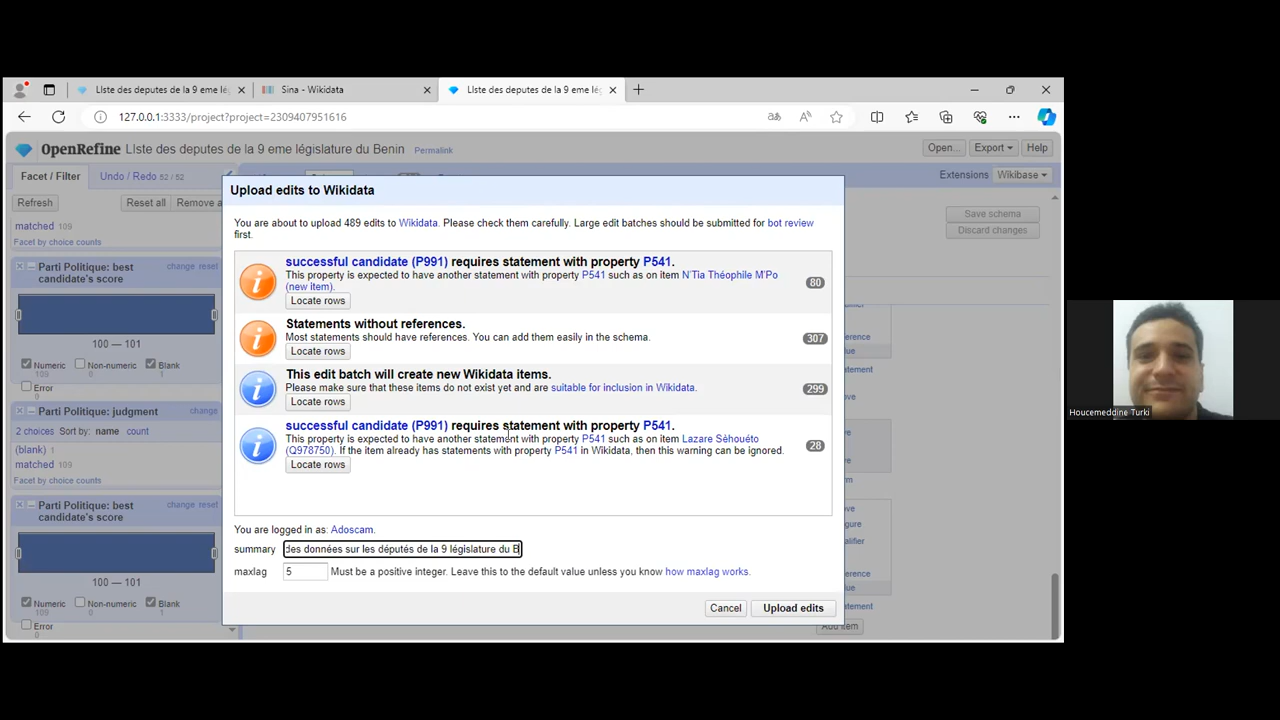 LIste des deputes de la 9 eme lég
Sina - Wikidata
LIste des deputes de la 9 eme lég
127.0.0.1:3333/project?project=2309407951616
OpenRefine LIste des deputes de la 9 eme législature du Benin Permalink
Open... Export Help
Facet / Filter Undo / Redo 52 / 52
Extensions Wikibase
Refresh Reset all Remove a
matched 109
Facet by choice counts
Parti Politique: best candidate's score change reset
100 — 101
Numeric 109 Non-numeric 0 Blank 1
Error 0
Parti Politique: judgment change
2 choices Sort by: name count
(blank) 1
matched 109
Facet by choice counts
Parti Politique: best candidate's score change reset
100 — 101
Numeric 109 Non-numeric 0 Blank 1
Error 0
Save schema
Discard changes
Upload edits to Wikidata
You are about to upload 489 edits to Wikidata. Please check them carefully. Large edit batches should be submitted for bot review
first.
successful candidate (P991) requires statement with property P541.
This property is expected to have another statement with property P541 such as on item N'Tia Théophile M'Po
(new item).
80
Locate rows
Statements without references.
Most statements should have references. You can add them easily in the schema.
307
Locate rows
This edit batch will create new Wikidata items.
Please make sure that these items do not exist yet and are suitable for inclusion in Wikidata.
299
Locate rows
successful candidate (P991) requires statement with property P541.
This property is expected to have another statement with property P541 such as on item Lazare Sèhouéto
(Q978750). If the item already has statements with property P541 in Wikidata, then this warning can be ignored.
28
Locate rows
You are logged in as: Adoscam.
summary des données sur les députés de la 9 législature du B
maxlag 5 Must be a positive integer. Leave this to the default value unless you know how maxlag works.
Cancel Upload edits
Add item
Houcemeddine Turki